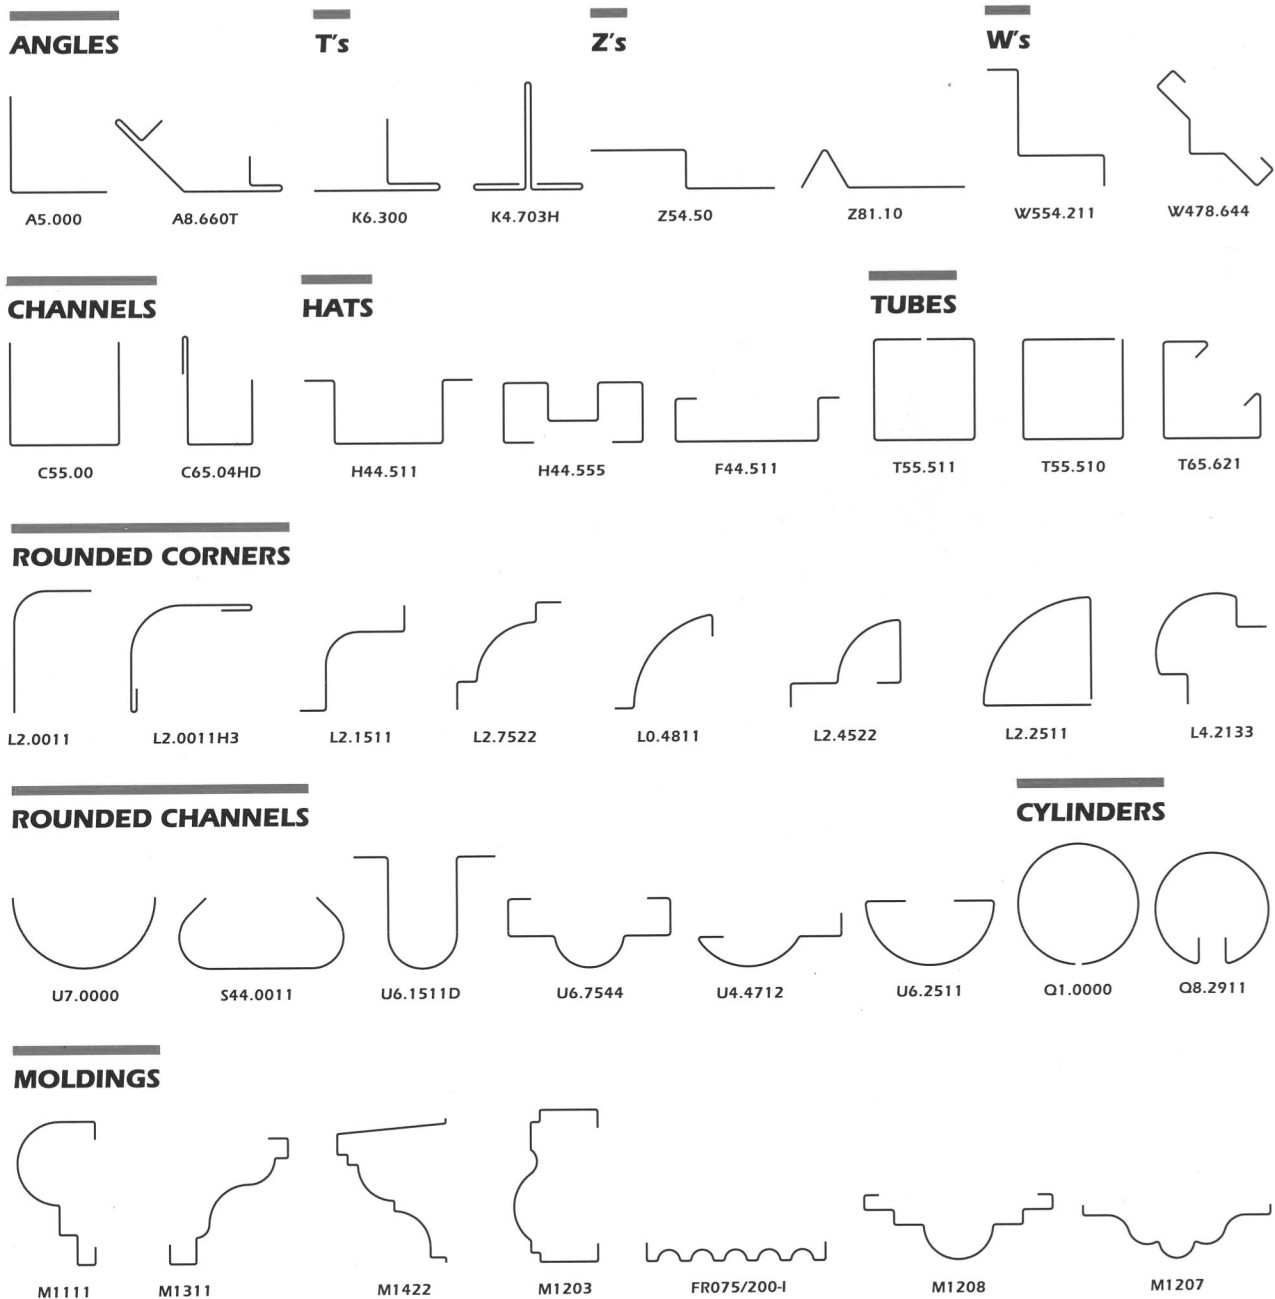 ANGLES
T's
Z's
W's
A5.000
A8.660T
K6.300
K4.703H
Z54.50
Z81.10
W554.211
W478.644
CHANNELS
HATS
TUBES
C55.00
C65.04HD
H44.511
H44.555
F44.511
T55.511
T55.510
T65.621
ROUNDED CORNERS
L2.0011
L2.0011H3
L2.1511
L2.7522
L0.4811
L2.4522
L2.2511
L4.2133
ROUNDED CHANNELS
CYLINDERS
U7.0000
S44.0011
U6.1511D
U6.7544
U4.4712
U6.2511
Q1.0000
Q8.2911
MOLDINGS
M1111
M1311
M1422
M1203
FR075/200-I
M1208
M1207